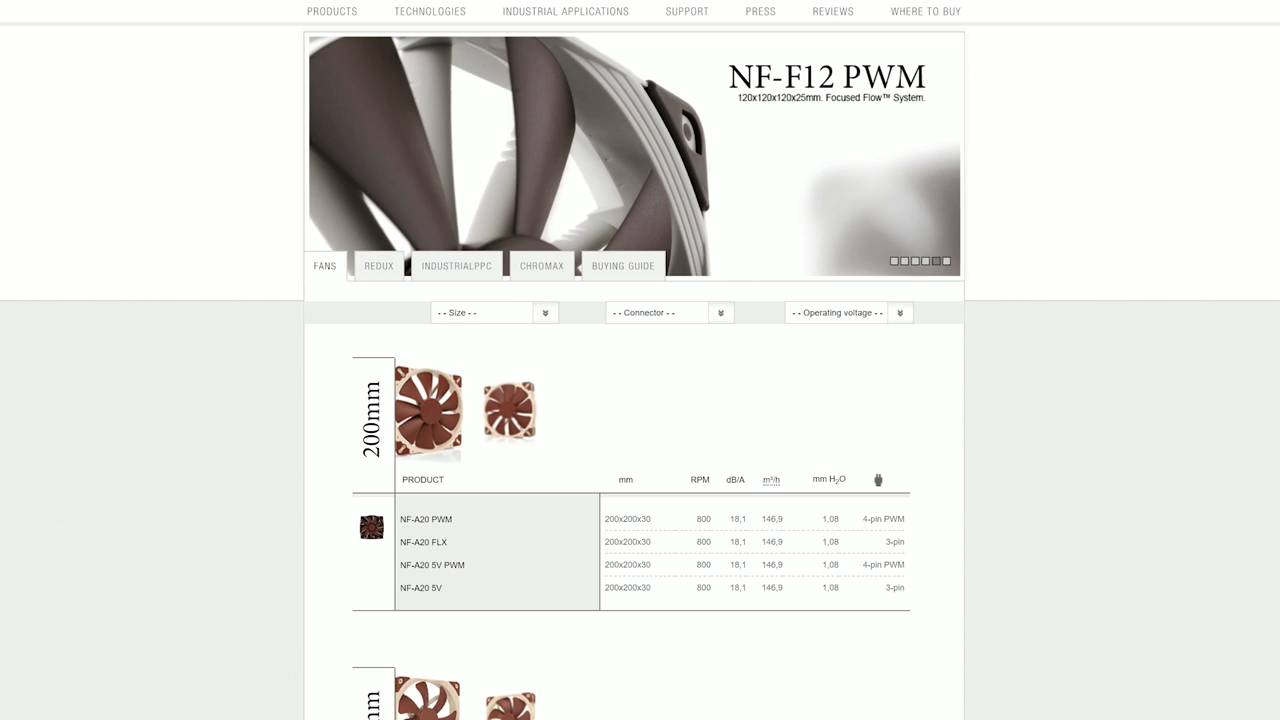 PRODUCTS TECHNOLOGIES INDUSTRIAL APPLICATIONS SUPPORT PRESS REVIEWS WHERE TO BUY
NF-F12 PWM
120x120x120x25mm. Focused Flow™ System.
FANS REDUX INDUSTRIALPPC CHROMAX BUYING GUIDE
- - Size - - - - Connector - - - - Operating voltage - -
200mm
PRODUCT mm RPM dB/A m³/h mm H₂O
NF-A20 PWM 200x200x30 800 18,1 146,9 1,08 4-pin PWM
NF-A20 FLX 200x200x30 800 18,1 146,9 1,08 3-pin
NF-A20 5V PWM 200x200x30 800 18,1 146,9 1,08 4-pin PWM
NF-A20 5V 200x200x30 800 18,1 146,9 1,08 3-pin